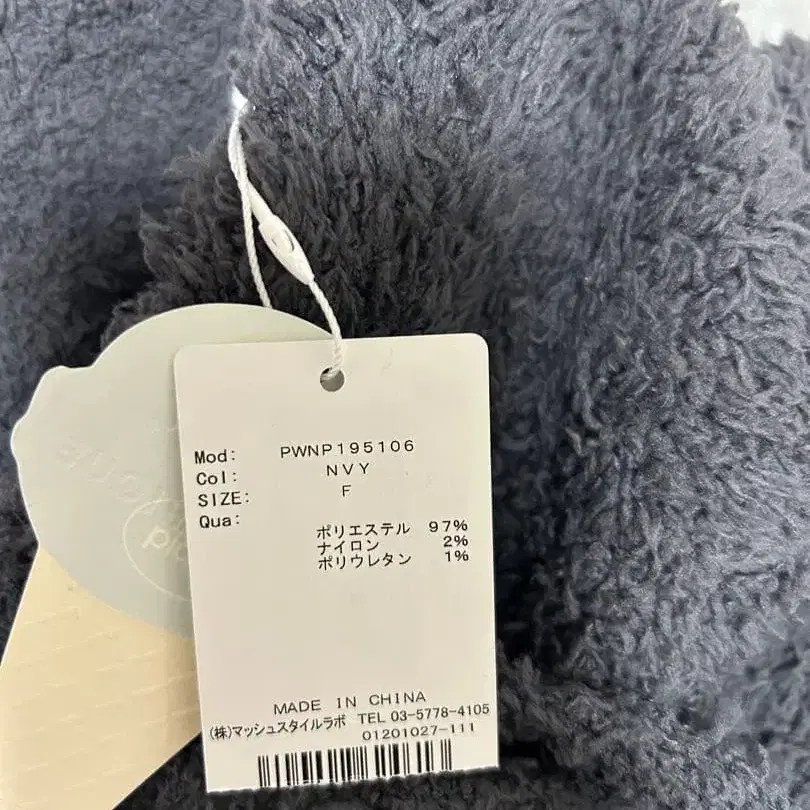 Mod: PWNP195106
Col: NVY
SIZE: F
Qua:
ポリエステル 97%
ナイロン 2%
ポリウレタン 1%
MADE IN CHINA
(株)マッシュスタイルラボ TEL 03-5778-4105
01201027-111